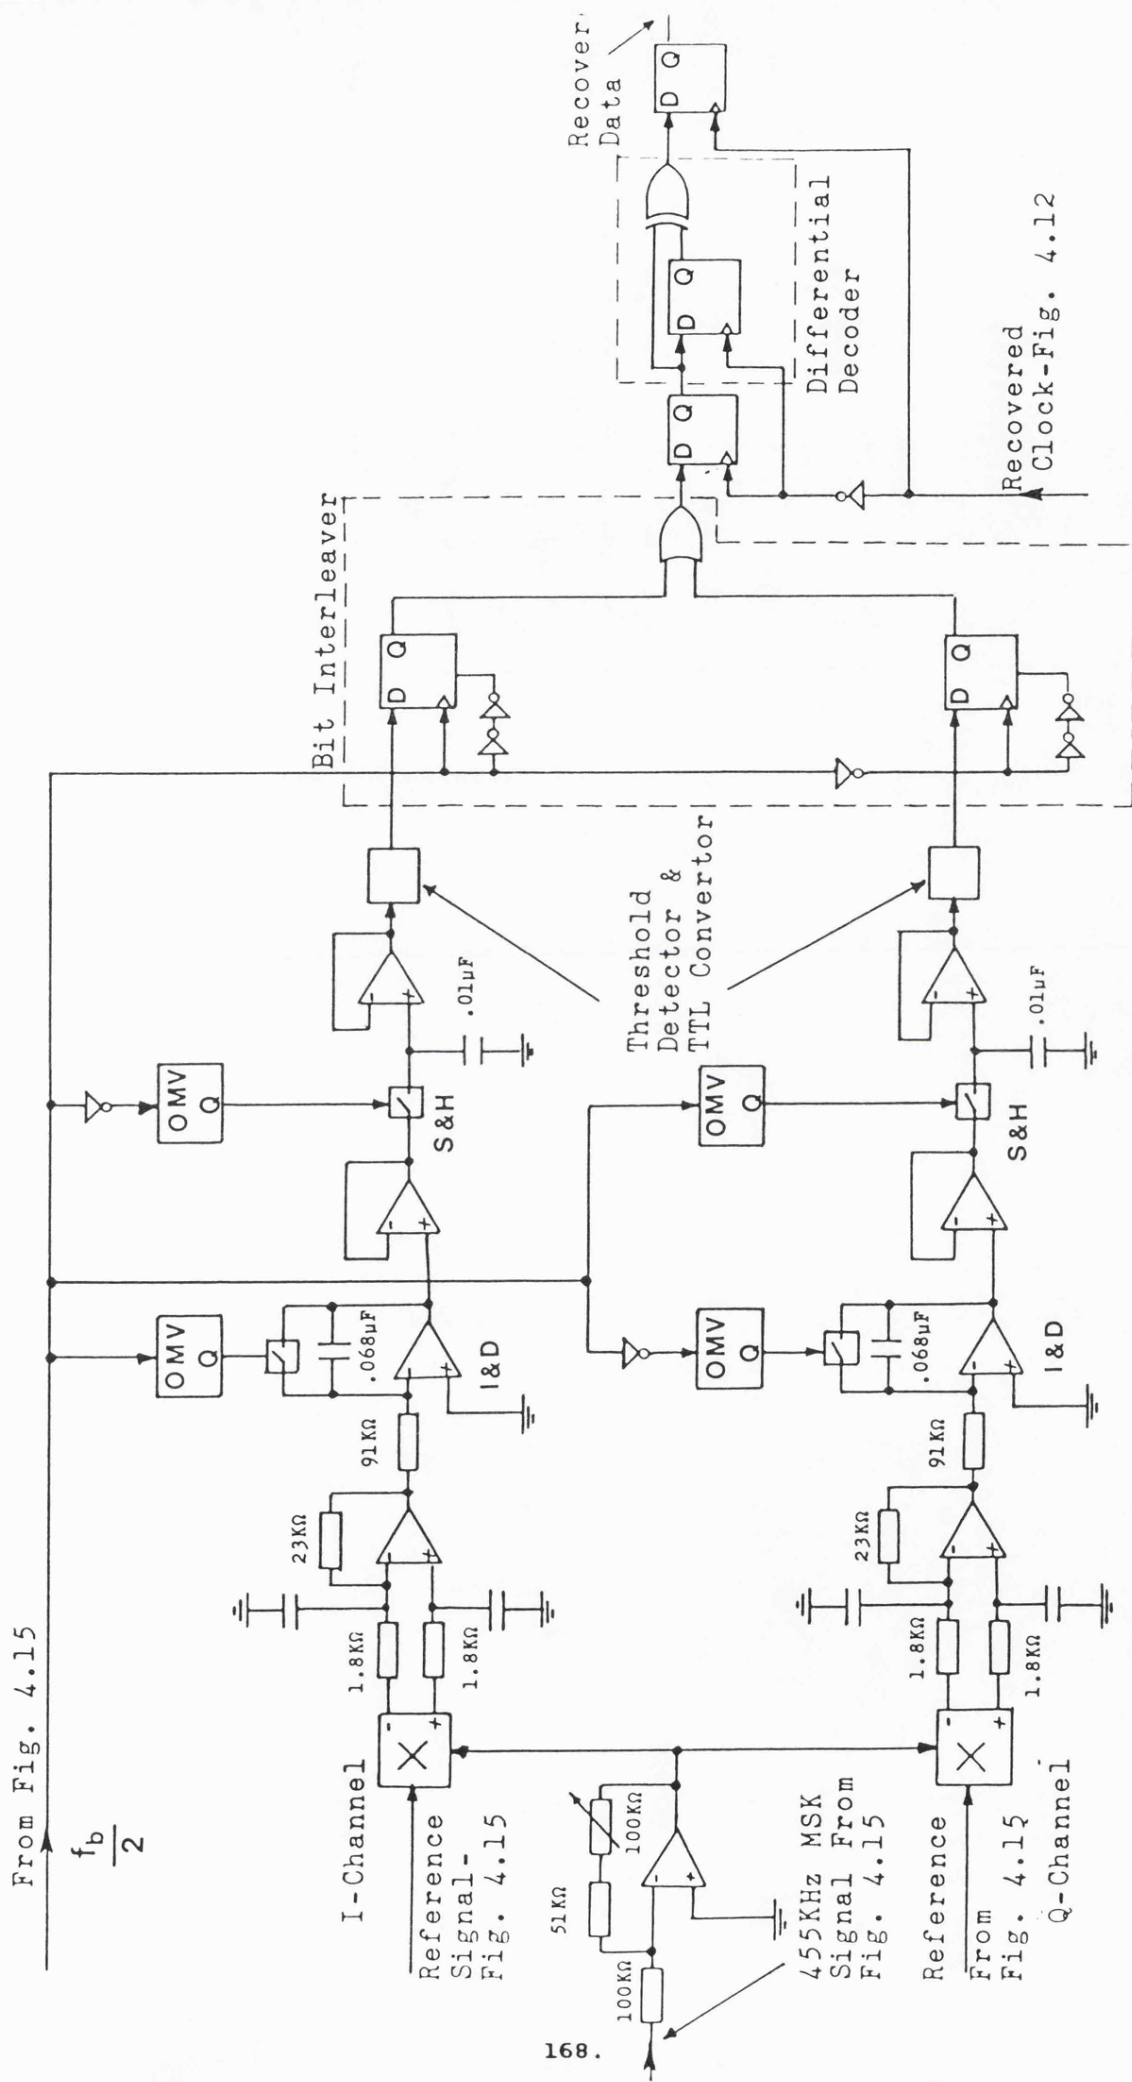 From Fig. 4.15
f_b
2
I-Channel
Reference
Signal-
Fig. 4.15
-
+
1.8KΩ
1.8KΩ
23KΩ
-
+
91KΩ
OMV
Q
.068µF
-
+
I&D
-
+
OMV
Q
S&H
.01µF
-
+
Threshold
Detector &
TTL Convertor
Bit Interleaver
D Q
D Q
D Q
D Q
Differential
Decoder
D Q
Recover
Data
Recovered
Clock-Fig. 4.12
100KΩ
51KΩ
100KΩ
-
+
455KHz MSK
Signal From
Fig. 4.15
Reference
From
Fig. 4.15
Q-Channel
-
+
1.8KΩ
1.8KΩ
23KΩ
-
+
91KΩ
OMV
Q
.068µF
-
+
I&D
-
+
OMV
Q
S&H
.01µF
-
+
168.